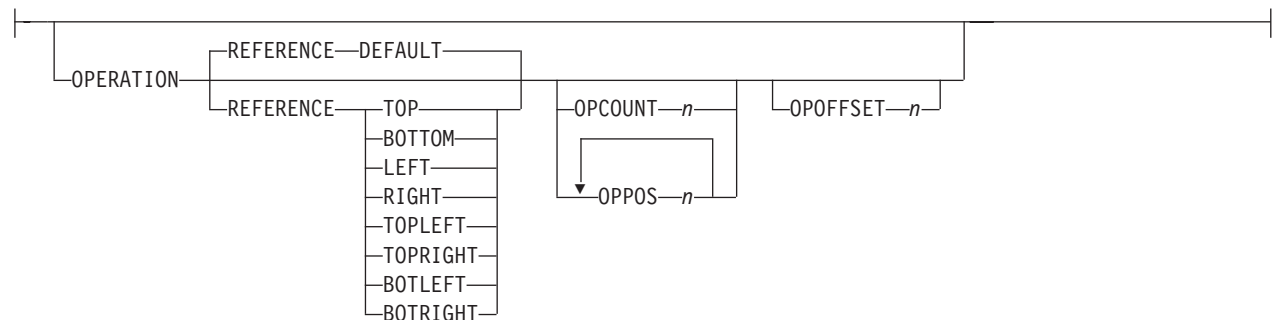 REFERENCE DEFAULT
OPERATION
REFERENCE TOP OPCOUNT n OPOFFSET n
BOTTOM
LEFT
RIGHT OPPOS n
TOPLEFT
TOPRIGHT
BOTLEFT
BOTRIGHT